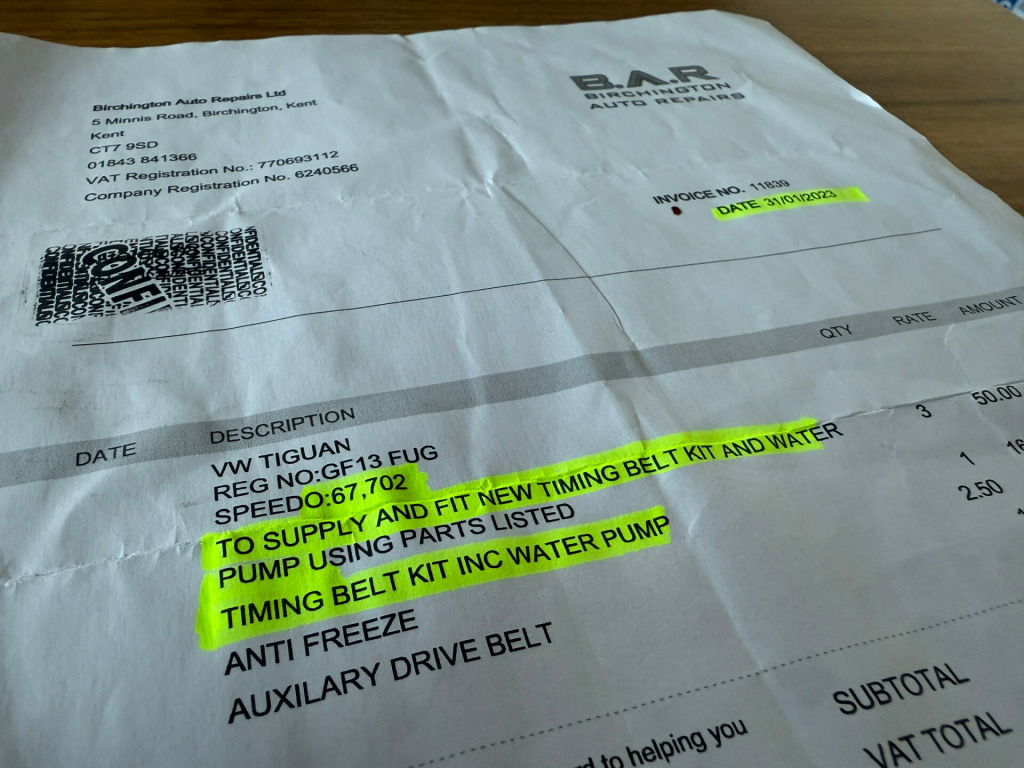 Birchington Auto Repairs Ltd
5 Minnis Road, Birchington, Kent
Kent
CT7 9SD
01843 841366
VAT Registration No.: 770693112
Company Registration No. 6240566
B.A.R
BIRCHINGTON
AUTO REPAIRS
INVOICE NO. 11839
DATE 31/01/2023
DATE DESCRIPTION QTY RATE AMOUNT
VW TIGUAN
REG NO:GF13 FUG
SPEEDO:67,702
TO SUPPLY AND FIT NEW TIMING BELT KIT AND WATER 3 50.00
PUMP USING PARTS LISTED
TIMING BELT KIT INC WATER PUMP 1
ANTI FREEZE 2.50
AUXILARY DRIVE BELT
to helping you
SUBTOTAL
VAT TOTAL